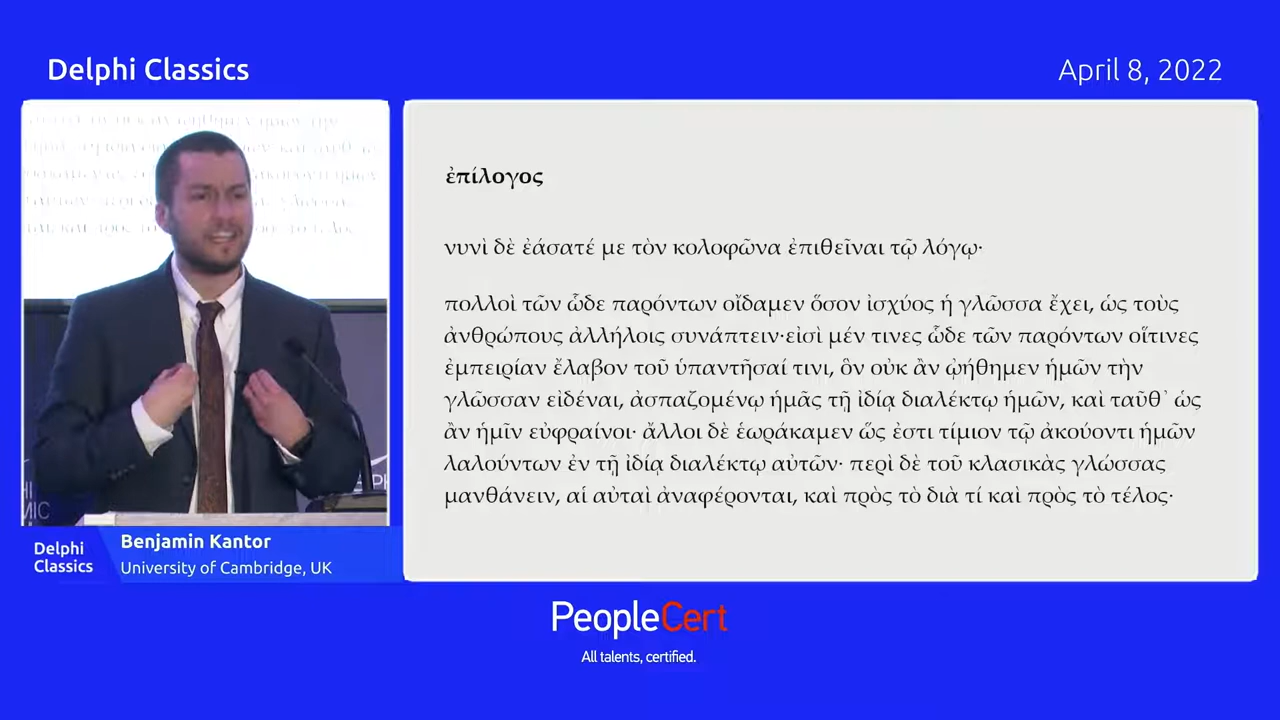 Delphi Classics
April 8, 2022
ἐπίλογος
νυνὶ δὲ ἐάσατέ με τὸν κολοφῶνα ἐπιθεῖναι τῷ λόγῳ·
πολλοὶ τῶν ὧδε παρόντων οἴδαμεν ὅσον ἰσχύος ἡ γλῶσσα ἔχει, ὡς τοὺς
ἀνθρώπους ἀλλήλοις συνάπτειν·εἰσὶ μέν τινες ὧδε τῶν παρόντων οἵτινες
ἐμπειρίαν ἔλαβον τοῦ ὑπαντῆσαί τινι, ὃν οὐκ ἂν ᾠήθημεν ἡμῶν τὴν
γλῶσσαν εἰδέναι, ἀσπαζομένῳ ἡμᾶς τῇ ἰδίᾳ διαλέκτῳ ἡμῶν, καὶ ταῦθ᾽ ὡς
ἂν ἡμῖν εὐφραίνοι· ἄλλοι δὲ ἑωράκαμεν ὥς ἐστι τίμιον τῷ ἀκούοντι ἡμῶν
λαλούντων ἐν τῇ ἰδίᾳ διαλέκτῳ αὐτῶν· περὶ δὲ τοῦ κλασικὰς γλώσσας
μανθάνειν, αἱ αὐταὶ ἀναφέρονται, καὶ πρὸς τὸ διὰ τί καὶ πρὸς τὸ τέλος·
Delphi
Classics
Benjamin Kantor
University of Cambridge, UK
PeopleCert
All talents, certified.